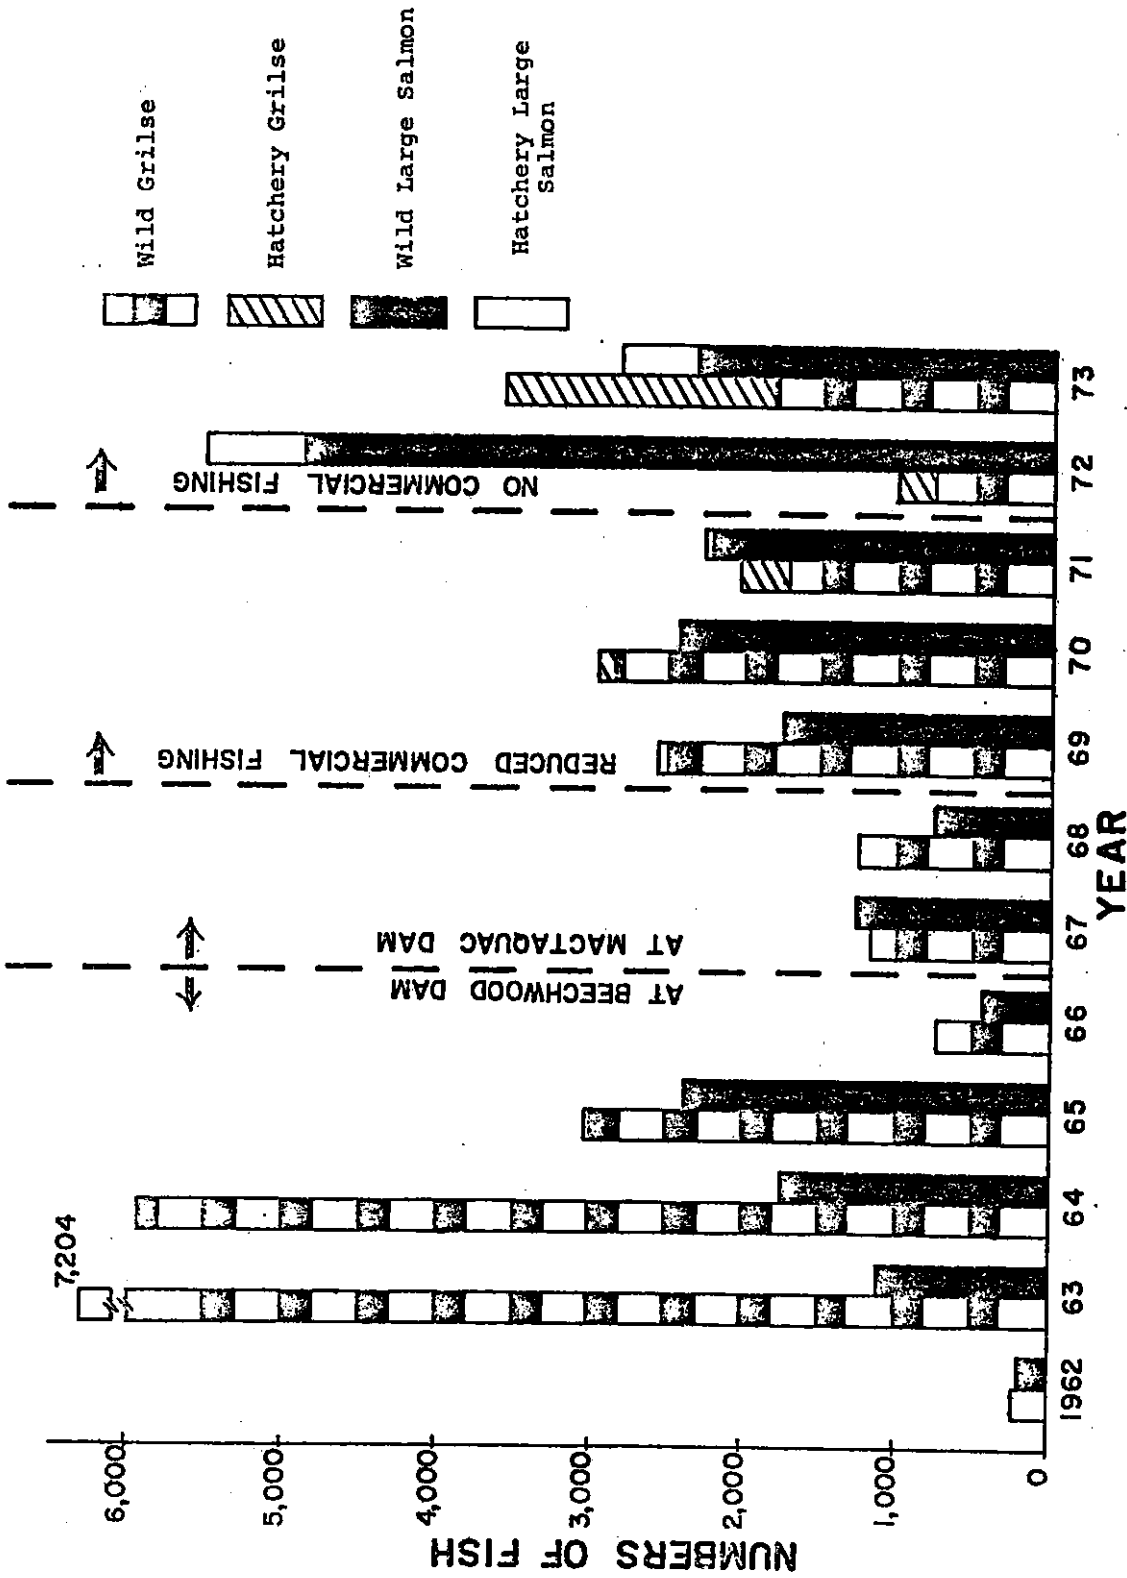 Wild Grilse
Hatchery Grilse
Wild Large Salmon
Hatchery Large
Salmon
NUMBERS OF FISH
6,000
5,000
4,000
3,000
2,000
1,000
0
7,204
AT BEECHWOOD DAM
AT MACTAQUAC DAM
REDUCED COMMERCIAL FISHING
NO COMMERCIAL FISHING
1962
63
64
65
66
67
68
69
70
71
72
73
YEAR